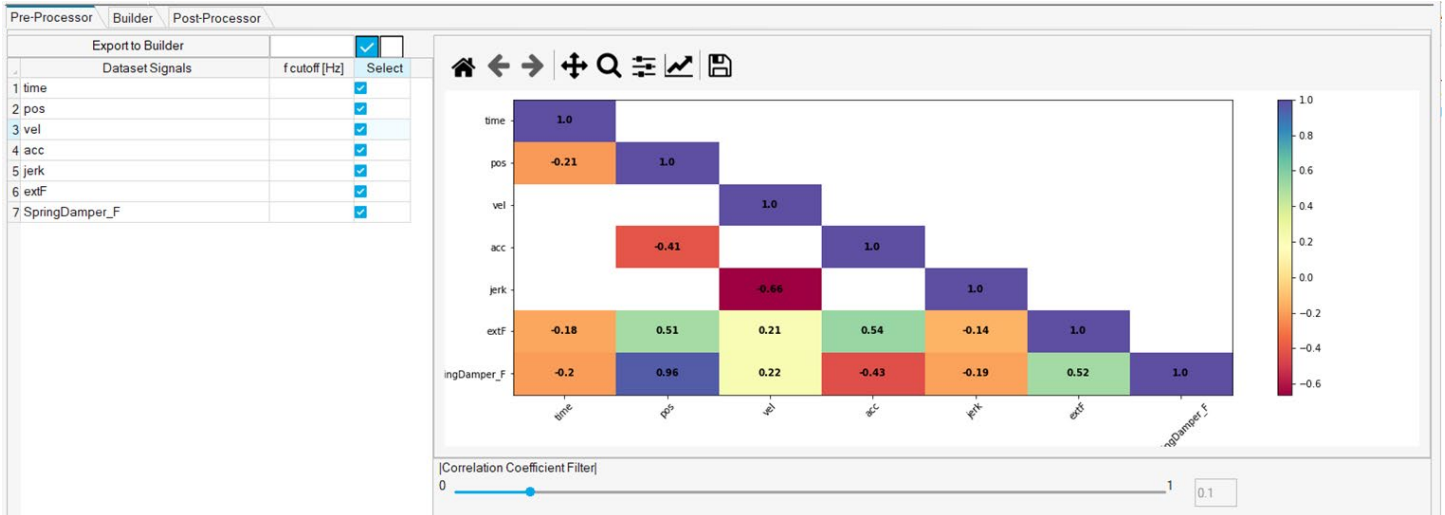 Pre-Processor Builder Post-Processor
Export to Builder
Dataset Signals f cutoff [Hz] Select
1 time
2 pos
3 vel
4 acc
5 jerk
6 extF
7 SpringDamper_F
time 1.0
pos -0.21 1.0
vel 1.0
acc -0.41 1.0
jerk -0.66 1.0
extF -0.18 0.51 0.21 0.54 -0.14 1.0
ingDamper_F -0.2 0.96 0.22 -0.43 -0.19 0.52 1.0
time pos vel acc jerk extF ngDamper_F
1.0
0.8
0.6
0.4
0.2
0.0
−0.2
−0.4
−0.6
|Correlation Coefficient Filter|
0 1 0.1